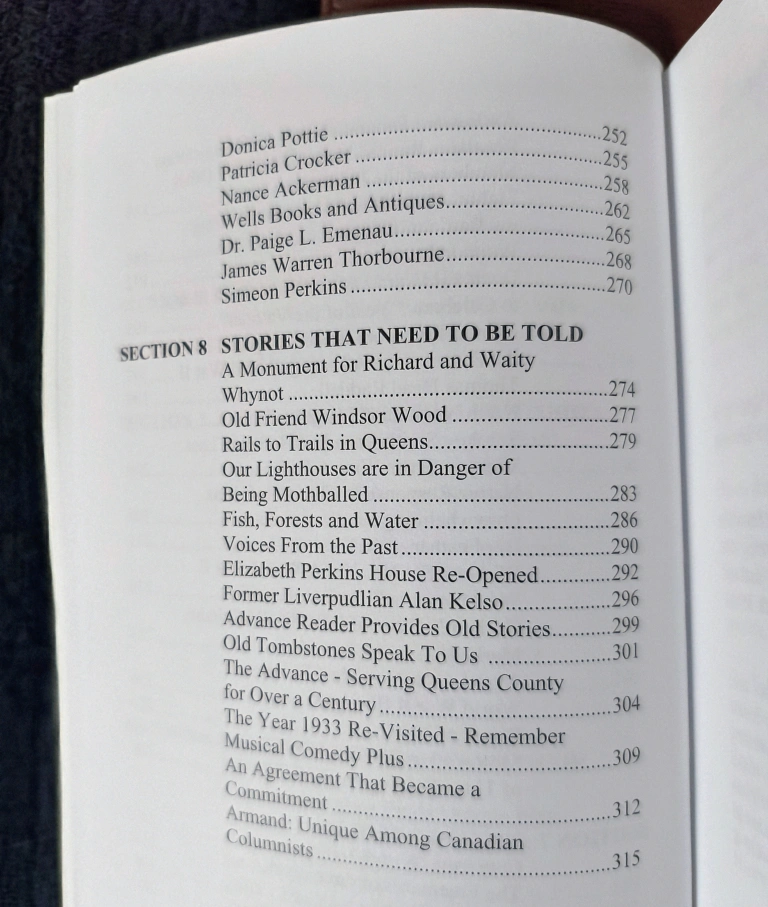 Donica Pottie ........................................................252
Patricia Crocker ....................................................255
Nance Ackerman ..................................................258
Wells Books and Antiques.................................262
Dr. Paige L. Emenau............................................265
James Warren Thorbourne.................................268
Simeon Perkins .....................................................270
SECTION 8 STORIES THAT NEED TO BE TOLD
A Monument for Richard and Waity
Whynot .................................................................274
Old Friend Windsor Wood ................................277
Rails to Trails in Queens.....................................279
Our Lighthouses are in Danger of
Being Mothballed ................................................283
Fish, Forests and Water ......................................286
Voices From the Past...........................................290
Elizabeth Perkins House Re-Opened..............292
Former Liverpudlian Alan Kelso......................296
Advance Reader Provides Old Stories............299
Old Tombstones Speak To Us .........................301
The Advance - Serving Queens County
for Over a Century ...............................................304
The Year 1933 Re-Visited - Remember
Musical Comedy Plus .........................................309
An Agreement That Became a
Commitment .........................................................312
Armand: Unique Among Canadian
Columnists .............................................................315